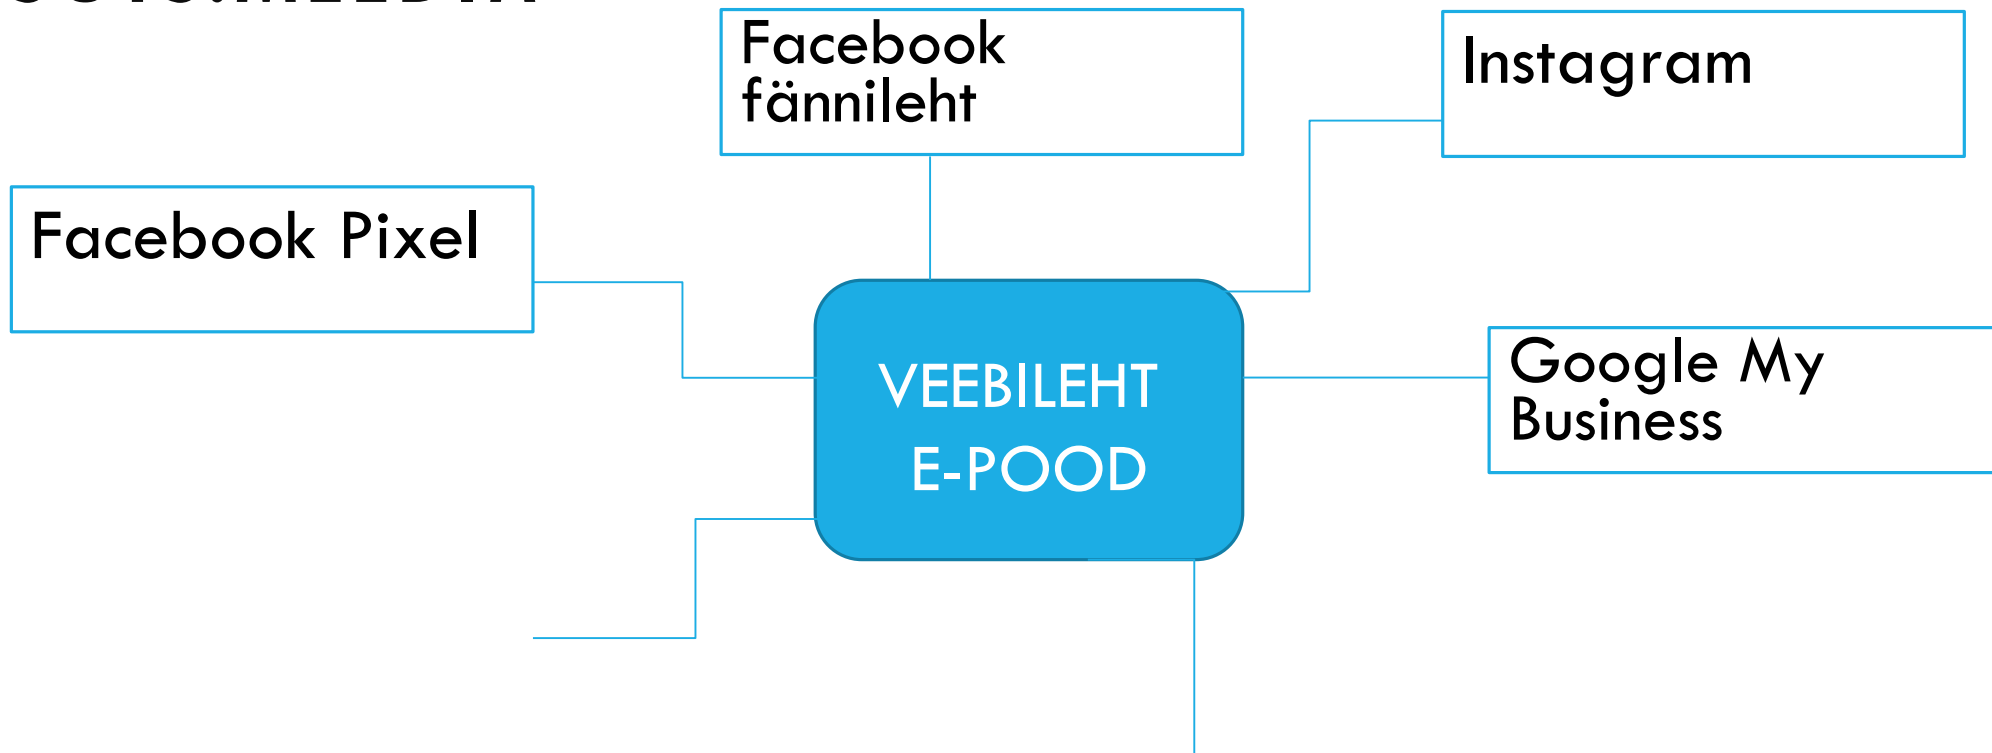 Facebook
fännileht
Instagram
Facebook Pixel
VEEBILEHT
E-POOD
Google My
Business